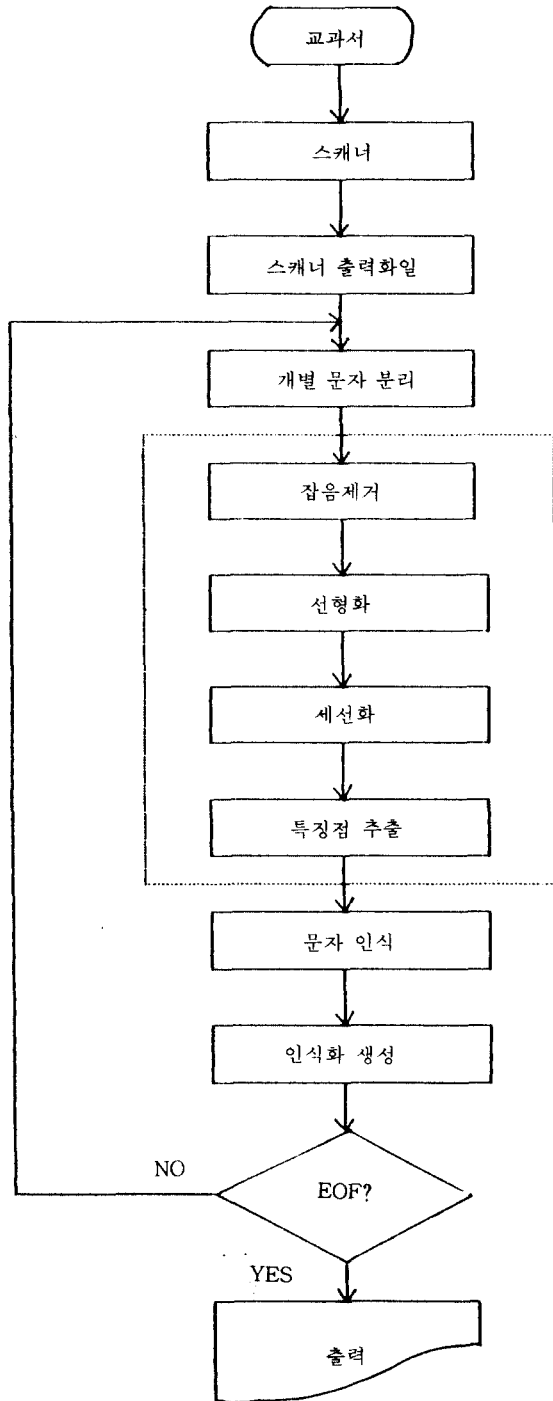 교과서
스캐너
스캐너 출력화일
개별 문자 분리
잡음제거
선형화
세선화
특징점 추출
문자 인식
인식화 생성
EOF?
NO
YES
출력